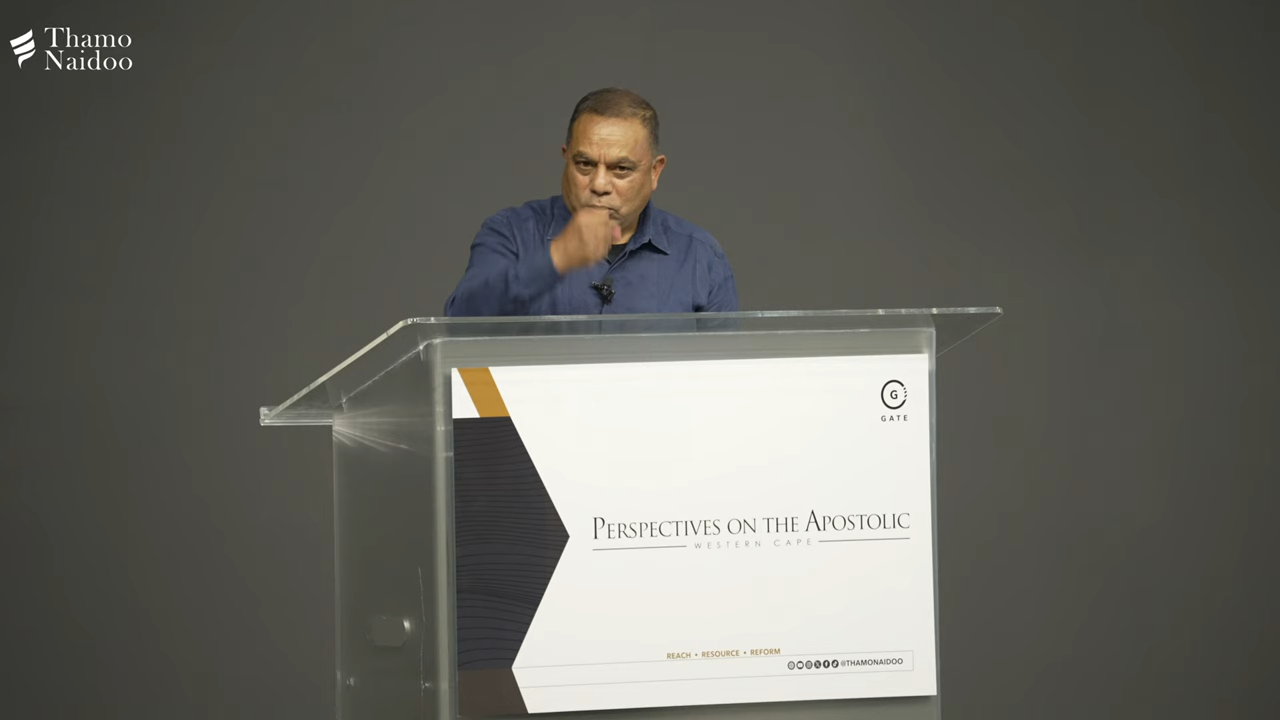 Thamo
Naidoo
G
GATE
PERSPECTIVES ON THE APOSTOLIC
WESTERN CAPE
REACH • RESOURCE • REFORM
@THAMONAIDOO